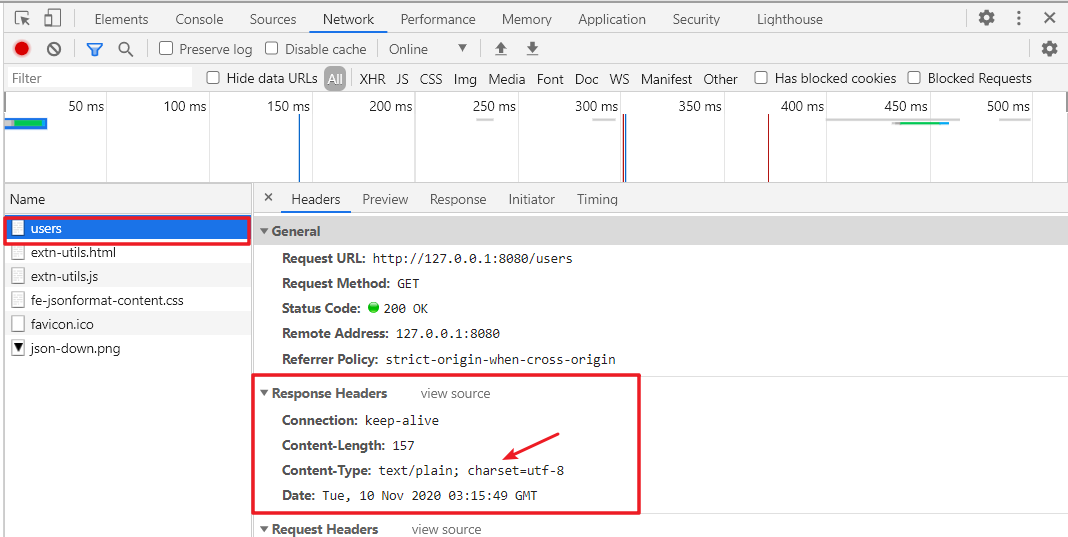 Elements Console Sources Network Performance Memory Application Security Lighthouse
Preserve log Disable cache Online
Filter Hide data URLs All XHR JS CSS Img Media Font Doc WS Manifest Other Has blocked cookies Blocked Requests
50 ms 100 ms 150 ms 200 ms 250 ms 300 ms 350 ms 400 ms 450 ms 500 ms
Name
users
extn-utils.html
extn-utils.js
fe-jsonformat-content.css
favicon.ico
json-down.png
Headers Preview Response Initiator Timing
General
Request URL: http://127.0.0.1:8080/users
Request Method: GET
Status Code: 200 OK
Remote Address: 127.0.0.1:8080
Referrer Policy: strict-origin-when-cross-origin
Response Headers view source
Connection: keep-alive
Content-Length: 157
Content-Type: text/plain; charset=utf-8
Date: Tue, 10 Nov 2020 03:15:49 GMT
Request Headers view source